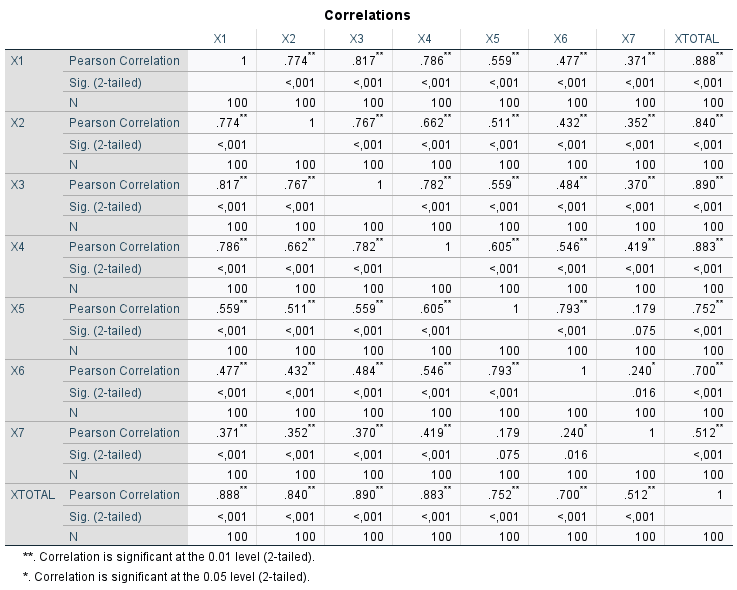 Correlations
X1 X2 X3 X4 X5 X6 X7 XTOTAL
X1 Pearson Correlation 1 .774** .817** .786** .559** .477** .371** .888**
Sig. (2-tailed) <,001 <,001 <,001 <,001 <,001 <,001 <,001
N 100 100 100 100 100 100 100 100
X2 Pearson Correlation .774** 1 .767** .662** .511** .432** .352** .840**
Sig. (2-tailed) <,001 <,001 <,001 <,001 <,001 <,001 <,001
N 100 100 100 100 100 100 100 100
X3 Pearson Correlation .817** .767** 1 .782** .559** .484** .370** .890**
Sig. (2-tailed) <,001 <,001 <,001 <,001 <,001 <,001 <,001
N 100 100 100 100 100 100 100 100
X4 Pearson Correlation .786** .662** .782** 1 .605** .546** .419** .883**
Sig. (2-tailed) <,001 <,001 <,001 <,001 <,001 <,001 <,001
N 100 100 100 100 100 100 100 100
X5 Pearson Correlation .559** .511** .559** .605** 1 .793** .179 .752**
Sig. (2-tailed) <,001 <,001 <,001 <,001 <,001 .075 <,001
N 100 100 100 100 100 100 100 100
X6 Pearson Correlation .477** .432** .484** .546** .793** 1 .240* .700**
Sig. (2-tailed) <,001 <,001 <,001 <,001 <,001 .016 <,001
N 100 100 100 100 100 100 100 100
X7 Pearson Correlation .371** .352** .370** .419** .179 .240* 1 .512**
Sig. (2-tailed) <,001 <,001 <,001 <,001 .075 .016 <,001
N 100 100 100 100 100 100 100 100
XTOTAL Pearson Correlation .888** .840** .890** .883** .752** .700** .512** 1
Sig. (2-tailed) <,001 <,001 <,001 <,001 <,001 <,001 <,001
N 100 100 100 100 100 100 100 100
**. Correlation is significant at the 0.01 level (2-tailed).
*. Correlation is significant at the 0.05 level (2-tailed).